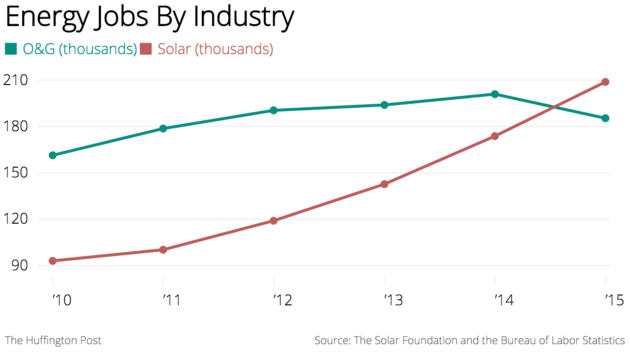 Energy Jobs By Industry
O&G (thousands) Solar (thousands)
210
180
150
120
90
'10 '11 '12 '13 '14 '15
The Huffington Post Source: The Solar Foundation and the Bureau of Labor Statistics